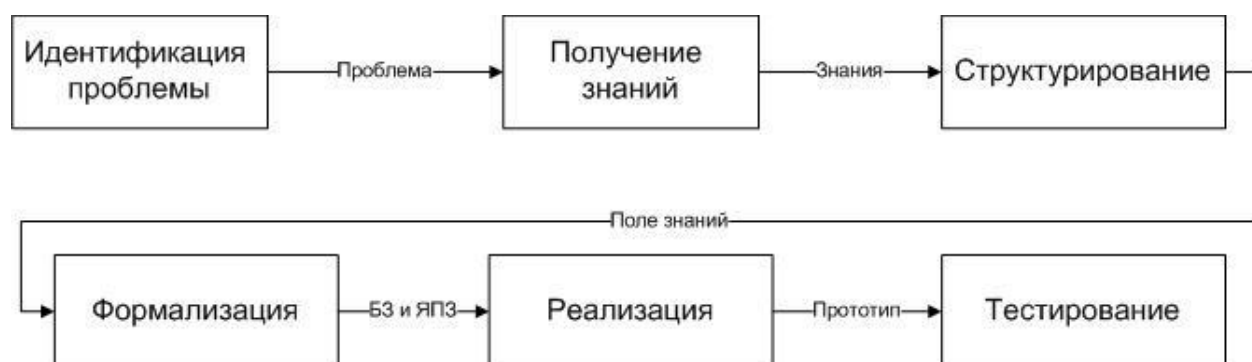 Идентификация
проблемы
Проблема
Получение
знаний
Знания
Структурирование
Поле знаний
Формализация
БЗ и ЯПЗ
Реализация
Прототип
Тестирование